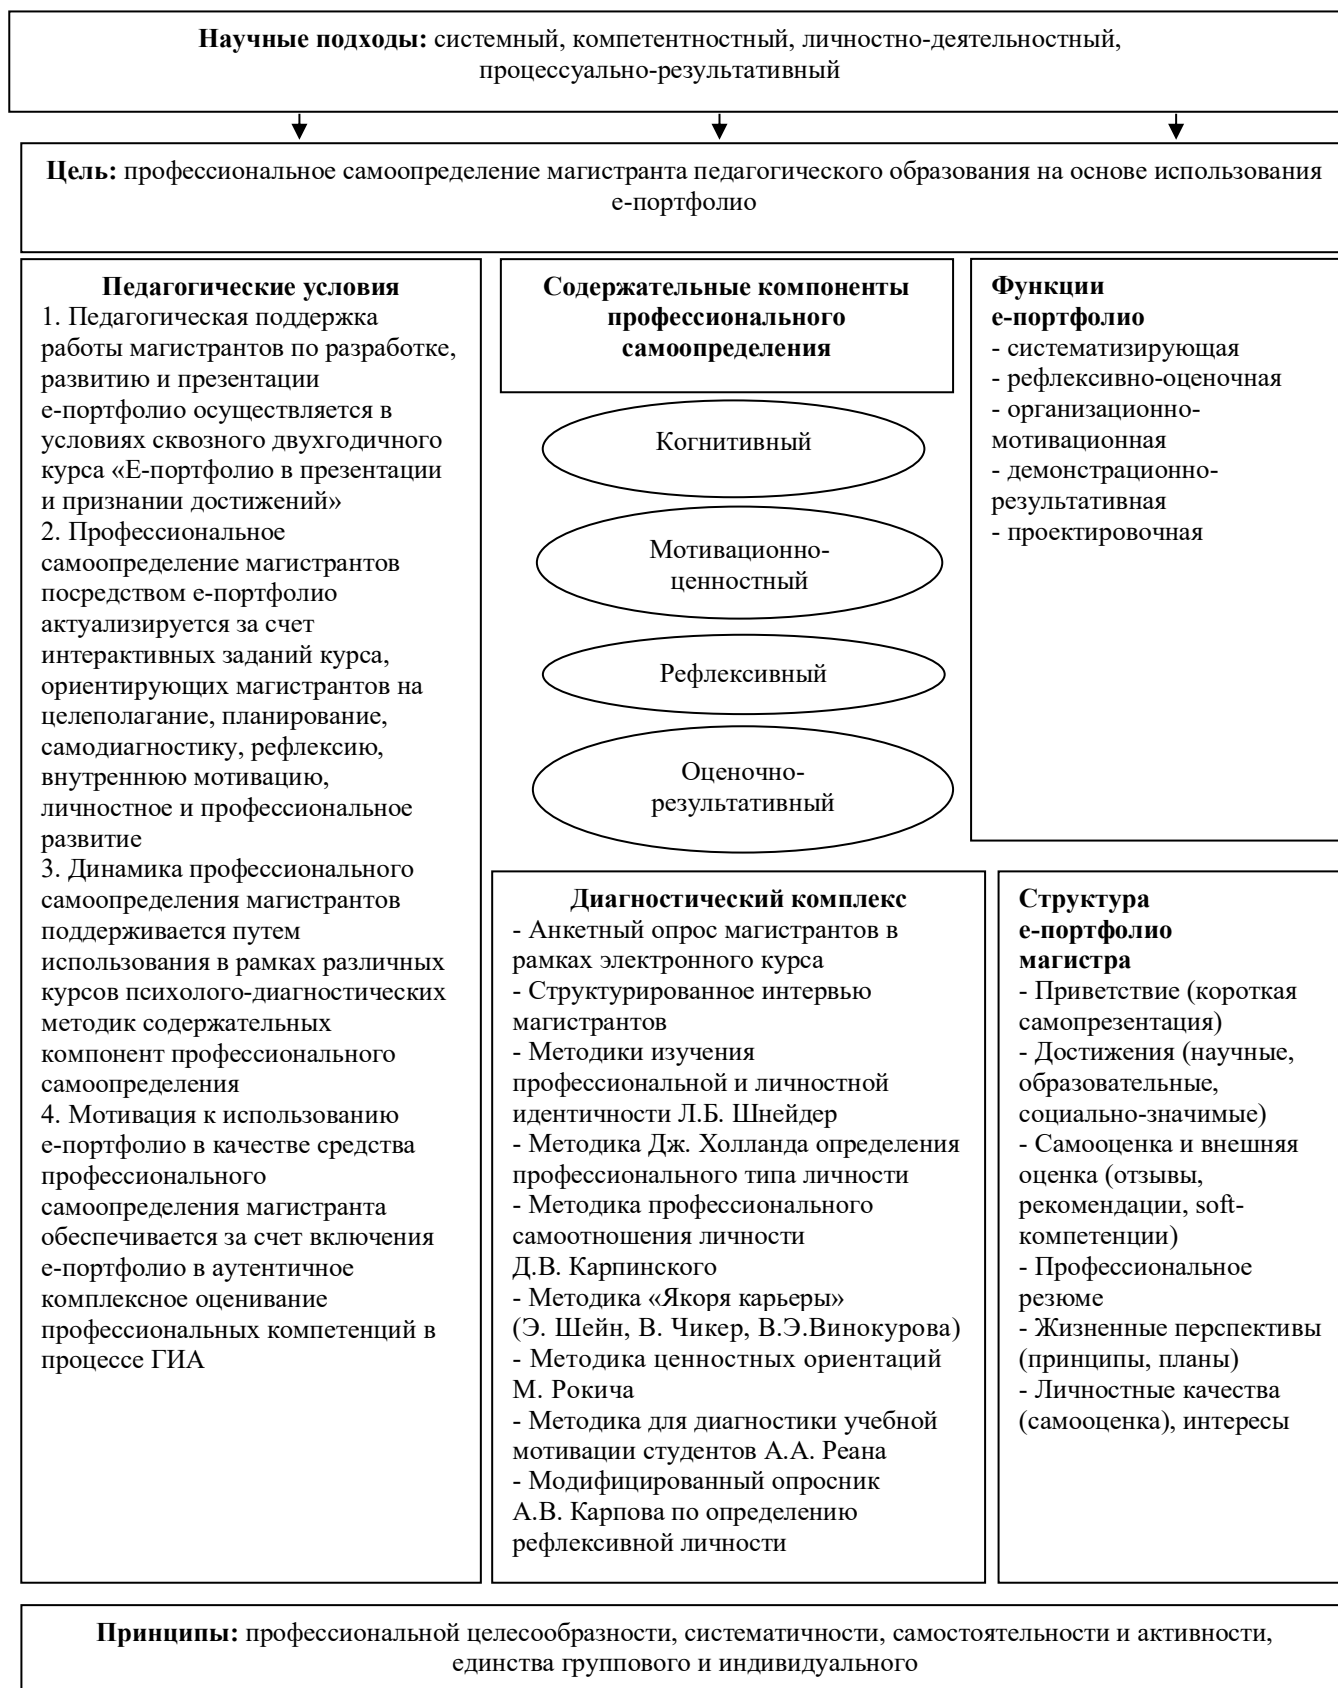 Научные подходы: системный, компетентностный, личностно-деятельностный,
процессуально-результативный
Цель: профессиональное самоопределение магистранта педагогического образования на основе использования
е-портфолио
Педагогические условия
1. Педагогическая поддержка
работы магистрантов по разработке,
развитию и презентации
е-портфолио осуществляется в
условиях сквозного двухгодичного
курса «Е-портфолио в презентации
и признании достижений»
2. Профессиональное
самоопределение магистрантов
посредством е-портфолио
актуализируется за счет
интерактивных заданий курса,
ориентирующих магистрантов на
целеполагание, планирование,
самодиагностику, рефлексию,
внутреннюю мотивацию,
личностное и профессиональное
развитие
3. Динамика профессионального
самоопределения магистрантов
поддерживается путем
использования в рамках различных
курсов психолого-диагностических
методик содержательных
компонент профессионального
самоопределения
4. Мотивация к использованию
е-портфолио в качестве средства
профессионального
самоопределения магистранта
обеспечивается за счет включения
е-портфолио в аутентичное
комплексное оценивание
профессиональных компетенций в
процессе ГИА
Содержательные компоненты
профессионального
самоопределения
Когнитивный
Мотивационно-
ценностный
Рефлексивный
Оценочно-
результативный
Функции
е-портфолио
- систематизирующая
- рефлексивно-оценочная
- организационно-
мотивационная
- демонстрационно-
результативная
- проектировочная
Диагностический комплекс
- Анкетный опрос магистрантов в
рамках электронного курса
- Структурированное интервью
магистрантов
- Методики изучения
профессиональной и личностной
идентичности Л.Б. Шнейдер
- Методика Дж. Холланда определения
профессионального типа личности
- Методика профессионального
самоотношения личности
Д.В. Карпинского
- Методика «Якоря карьеры»
(Э. Шейн, В. Чикер, В.Э.Винокурова)
- Методика ценностных ориентаций
М. Рокича
- Методика для диагностики учебной
мотивации студентов А.А. Реана
- Модифицированный опросник
А.В. Карпова по определению
рефлексивной личности
Структура
е-портфолио
магистра
- Приветствие (короткая
самопрезентация)
- Достижения (научные,
образовательные,
социально-значимые)
- Самооценка и внешняя
оценка (отзывы,
рекомендации, soft-
компетенции)
- Профессиональное
резюме
- Жизненные перспективы
(принципы, планы)
- Личностные качества
(самооценка), интересы
Принципы: профессиональной целесообразности, систематичности, самостоятельности и активности,
единства группового и индивидуального